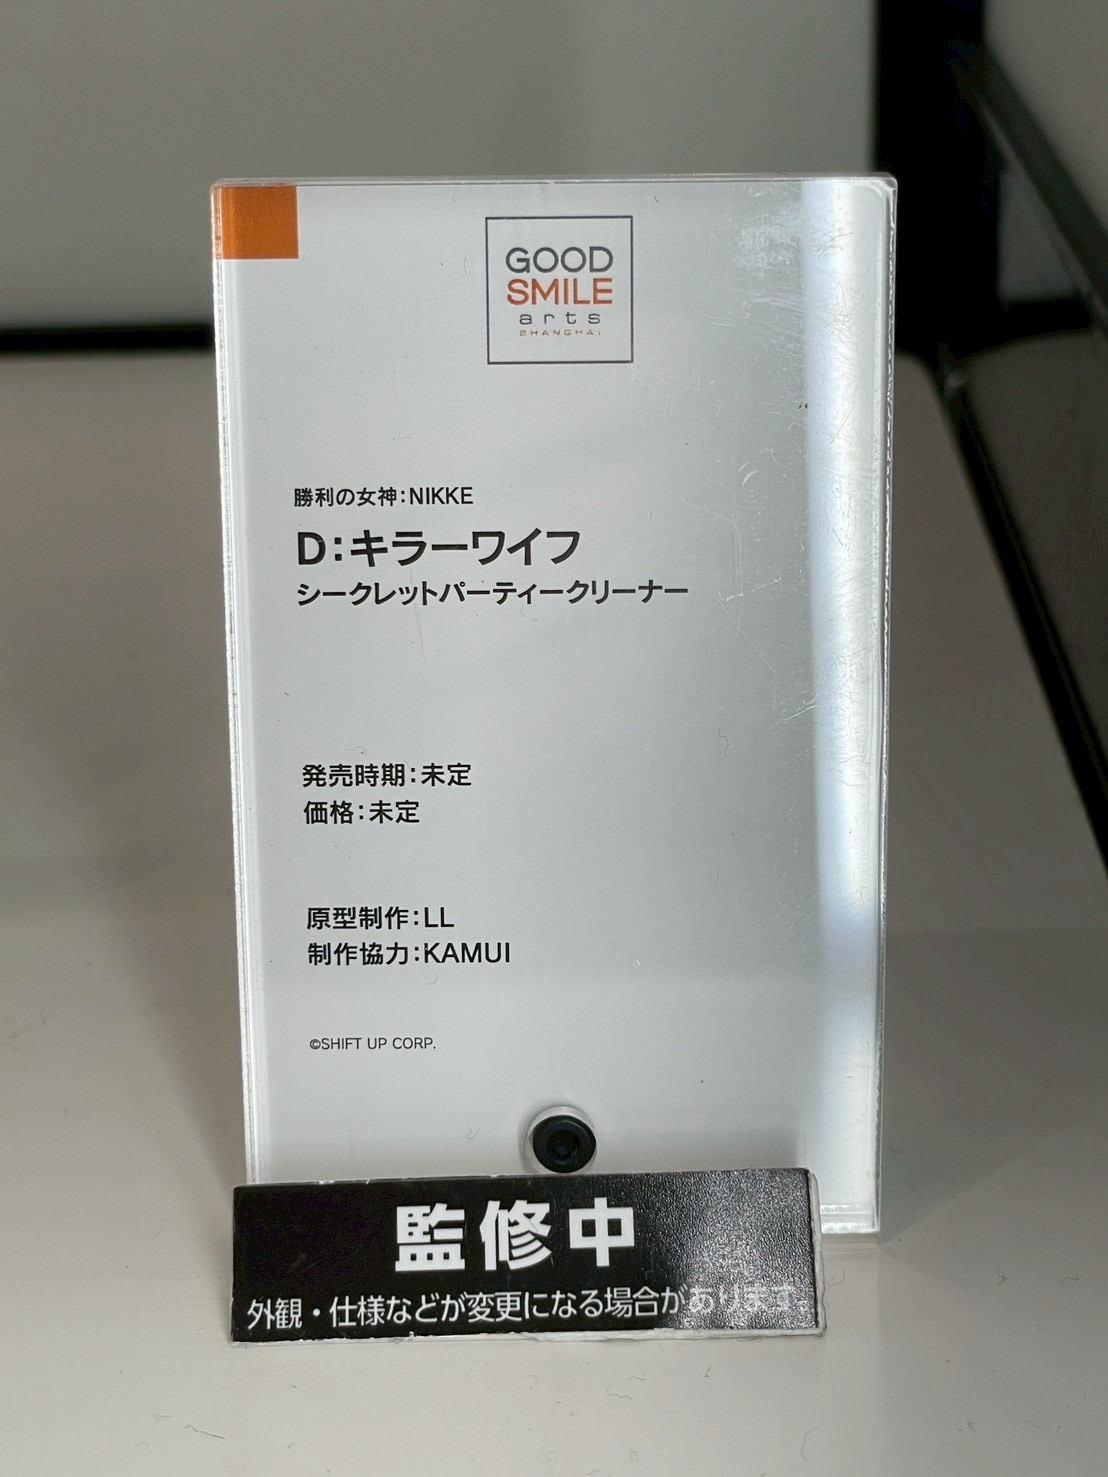 GOOD
SMILE
arts
SHANGHAI
勝利の女神:NIKKE
D:キラーワイフ
シークレットパーティークリーナー
発売時期:未定
価格:未定
原型制作:LL
制作協力:KAMUI
©SHIFT UP CORP.
監修中
外観・仕様などが変更になる場合があります。